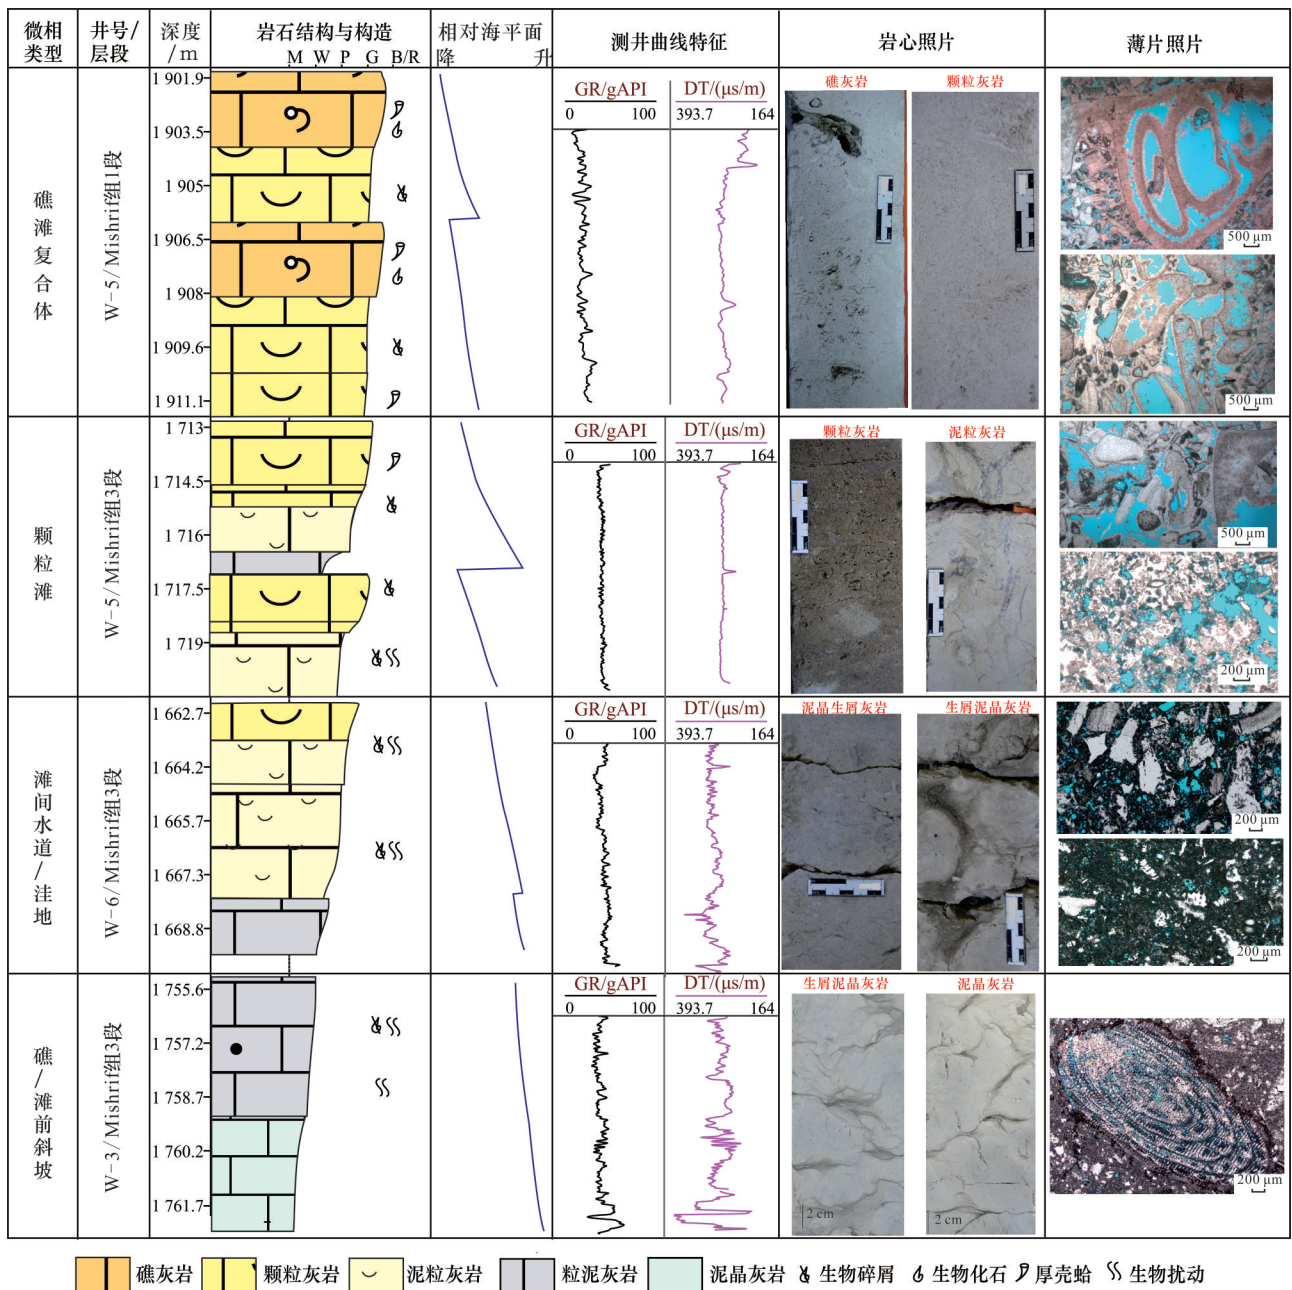 微相类型
井号/层段
深度/m
岩石结构与构造
M W P G B/R
相对海平面
降 升
测井曲线特征
岩心照片
薄片照片
礁滩复合体
W-5/Mishrif组1段
1 901.9
1 903.5
1 905
1 906.5
1 908
1 909.6
1 911.1
GR/gAPI
0 100
DT/(μs/m)
393.7 164
礁灰岩
颗粒灰岩
500 μm
500 μm
颗粒滩
W-5/Mishrif组3段
1 713
1 714.5
1 716
1 717.5
1 719
GR/gAPI
0 100
DT/(μs/m)
393.7 164
颗粒灰岩
泥粒灰岩
500 μm
200 μm
滩间水道/洼地
W-6/Mishrif组3段
1 662.7
1 664.2
1 665.7
1 667.3
1 668.8
GR/gAPI
0 100
DT/(μs/m)
393.7 164
泥晶生屑灰岩
生屑泥晶灰岩
200 μm
200 μm
礁/滩前斜坡
W-3/Mishrif组3段
1 755.6
1 757.2
1 758.7
1 760.2
1 761.7
GR/gAPI
0 100
DT/(μs/m)
393.7 164
生屑泥晶灰岩
泥晶灰岩
2 cm
2 cm
200 μm
礁灰岩 颗粒灰岩 泥粒灰岩 粒泥灰岩 泥晶灰岩 生物碎屑 生物化石 厚壳蛤 生物扰动